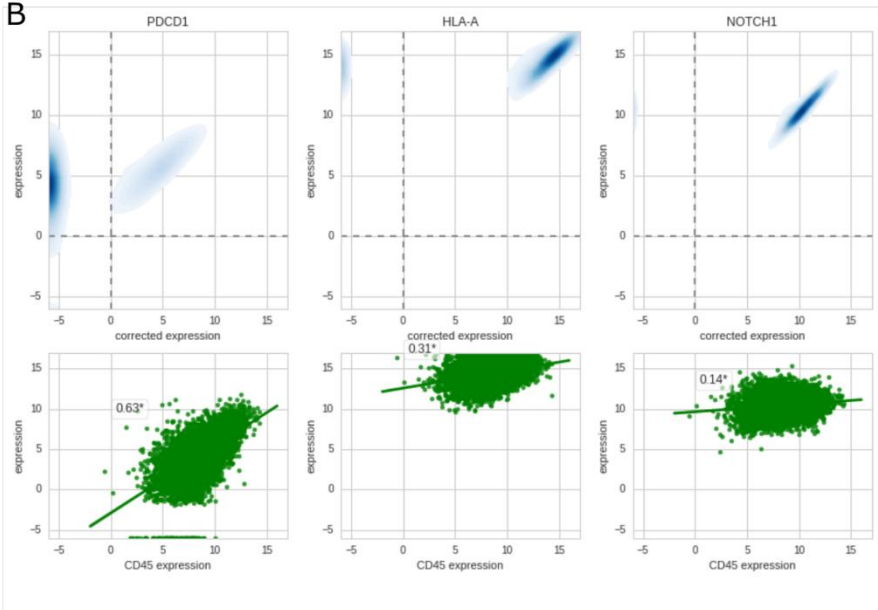 B
PDCD1 HLA-A NOTCH1
15 15 15
10 10 10
expression expression expression
5 5 5
0 0 0
−5 −5 −5
−5 0 5 10 15 −5 0 5 10 15 −5 0 5 10 15
corrected expression corrected expression corrected expression
0.31*
15 15 15
0.63* 0.14*
10 10 10
expression expression expression
5 5 5
0 0 0
−5 −5 −5
−5 0 5 10 15 −5 0 5 10 15 −5 0 5 10 15
CD45 expression CD45 expression CD45 expression